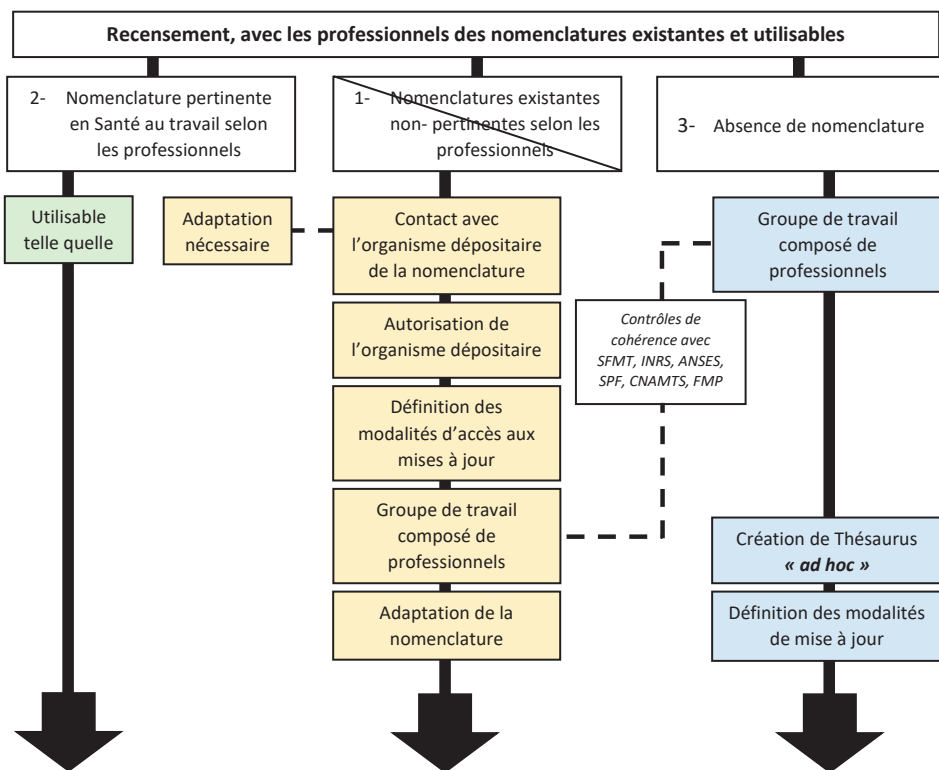 Recensement, avec les professionnels des nomenclatures existantes et utilisables
2- Nomenclature pertinente
en Santé au travail selon
les professionnels
1- Nomenclatures existantes
non- pertinentes selon les
professionnels
3- Absence de nomenclature
Utilisable
telle quelle
Adaptation
nécessaire
Contact avec
l'organisme dépositaire
de la nomenclature
Autorisation de
l'organisme dépositaire
Définition des
modalités d'accès aux
mises à jour
Groupe de travail
composé de
professionnels
Adaptation de la
nomenclature
Contrôles de
cohérence avec
SFMT, INRS, ANSES,
SPF, CNAMTS, FMP
Groupe de travail
composé de
professionnels
Création de Thésaurus
« ad hoc »
Définition des modalités
de mise à jour